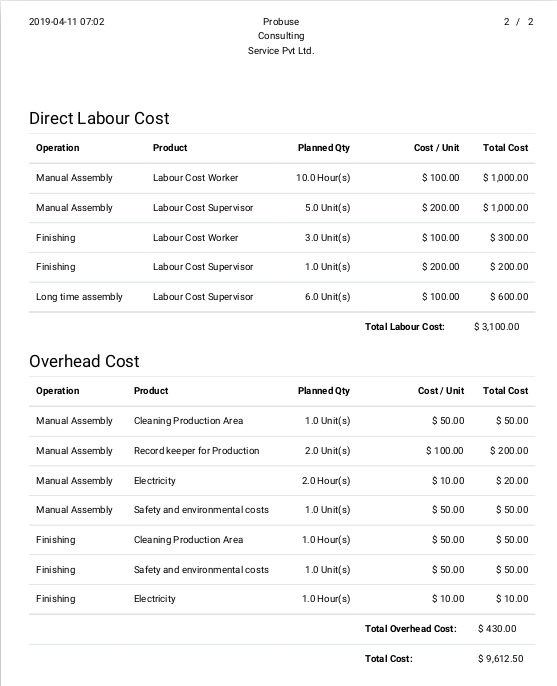 2019-04-11 07:02 Probuse 2 / 2
Consulting
Service Pvt Ltd.
Direct Labour Cost
Operation Product Planned Qty Cost / Unit Total Cost
Manual Assembly Labour Cost Worker 10.0 Hour(s) $ 100.00 $ 1,000.00
Manual Assembly Labour Cost Supervisor 5.0 Unit(s) $ 200.00 $ 1,000.00
Finishing Labour Cost Worker 3.0 Unit(s) $ 100.00 $ 300.00
Finishing Labour Cost Supervisor 1.0 Unit(s) $ 200.00 $ 200.00
Long time assembly Labour Cost Supervisor 6.0 Unit(s) $ 100.00 $ 600.00
Total Labour Cost: $ 3,100.00
Overhead Cost
Operation Product Planned Qty Cost / Unit Total Cost
Manual Assembly Cleaning Production Area 1.0 Unit(s) $ 50.00 $ 50.00
Manual Assembly Record keeper for Production 2.0 Unit(s) $ 100.00 $ 200.00
Manual Assembly Electricity 2.0 Hour(s) $ 10.00 $ 20.00
Manual Assembly Safety and environmental costs 1.0 Unit(s) $ 50.00 $ 50.00
Finishing Cleaning Production Area 1.0 Hour(s) $ 50.00 $ 50.00
Finishing Safety and environmental costs 1.0 Unit(s) $ 50.00 $ 50.00
Finishing Electricity 1.0 Hour(s) $ 10.00 $ 10.00
Total Overhead Cost: $ 430.00
Total Cost: $ 9,612.50